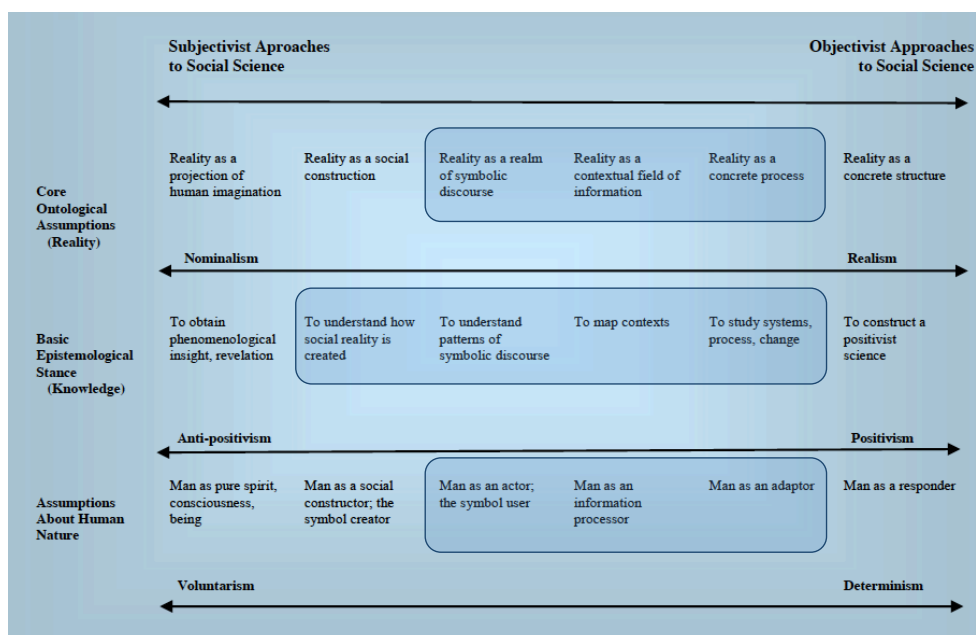 Subjectivist Aproaches
to Social Science
Objectivist Approaches
to Social Science
Core
Ontological
Assumptions
(Reality)
Reality as a
projection of
human imagination
Reality as a social
construction
Reality as a realm
of symbolic
discourse
Reality as a
contextual field of
information
Reality as a
concrete process
Reality as a
concrete structure
Nominalism
Realism
Basic
Epistemological
Stance
(Knowledge)
To obtain
phenomenological
insight, revelation
To understand how
social reality is
created
To understand
patterns of
symbolic discourse
To map contexts
To study systems,
process, change
To construct a
positivist
science
Anti-positivism
Positivism
Assumptions
About Human
Nature
Man as pure spirit,
consciousness,
being
Man as a social
constructor; the
symbol creator
Man as an actor;
the symbol user
Man as an
information
processor
Man as an adaptor
Man as a responder
Voluntarism
Determinism